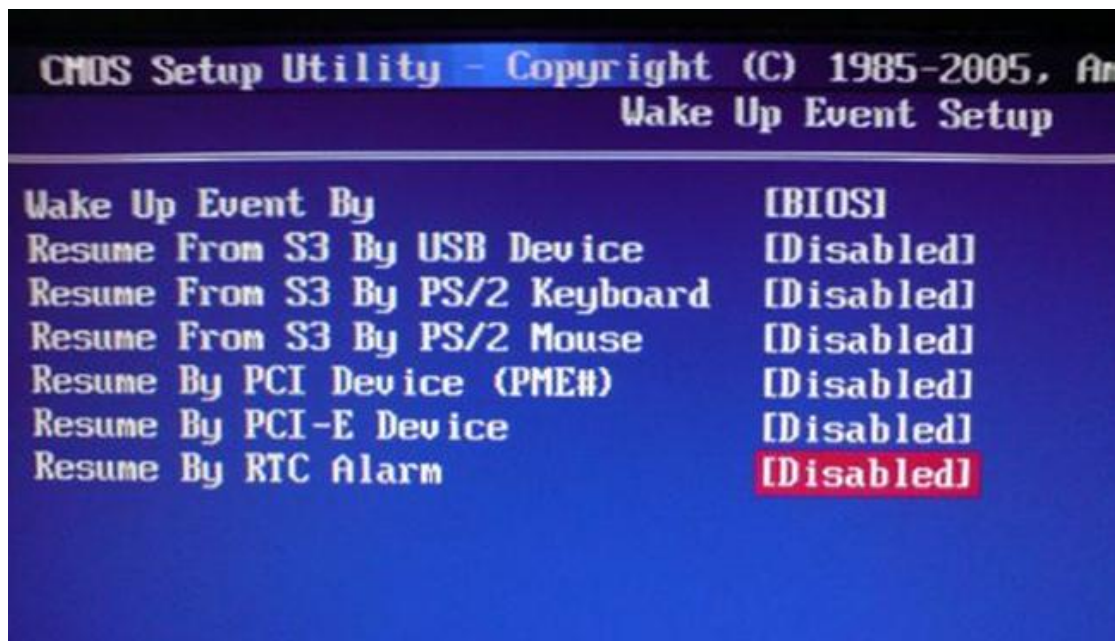 CMOS Setup Utility - Copyright (C) 1985-2005, Am
Wake Up Event Setup
Wake Up Event By [BIOS]
Resume From S3 By USB Device [Disabled]
Resume From S3 By PS/2 Keyboard [Disabled]
Resume From S3 By PS/2 Mouse [Disabled]
Resume By PCI Device (PME#) [Disabled]
Resume By PCI-E Device [Disabled]
Resume By RTC Alarm [Disabled]